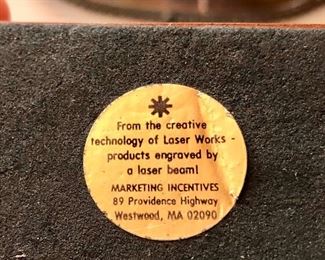 From the creative
technology of Laser Works -
products engraved by
a laser beam!
MARKETING INCENTIVES
89 Providence Highway
Westwood, MA 02090